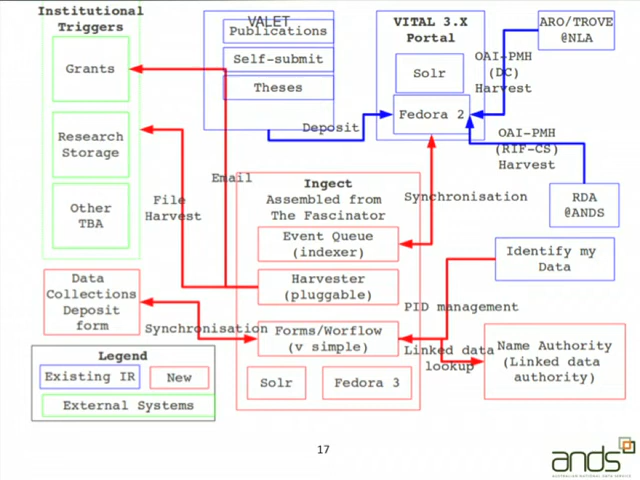 Institutional
Triggers
Grants
Research
Storage
Other
TBA
VALET
Publications
Self-submit
Theses
Deposit
VITAL 3.X
Portal
Solr
Fedora 2
ARO/TROVE
@NLA
OAI-PMH
(DC)
Harvest
OAI-PMH
(RIF-CS)
Harvest
RDA
@ANDS
Email
File
Harvest
Ingect
Assembled from
The Fascinator
Event Queue
(indexer)
Harvester
(pluggable)
Forms/Worflow
(v simple)
Solr
Fedora 3
Synchronisation
Identify my
Data
PID management
Linked data
lookup
Name Authority
(Linked data
authority)
Data
Collections
Deposit
form
Synchronisation
Legend
Existing IR
New
External Systems
17
ands
AUSTRALIAN NATIONAL DATA SERVICE